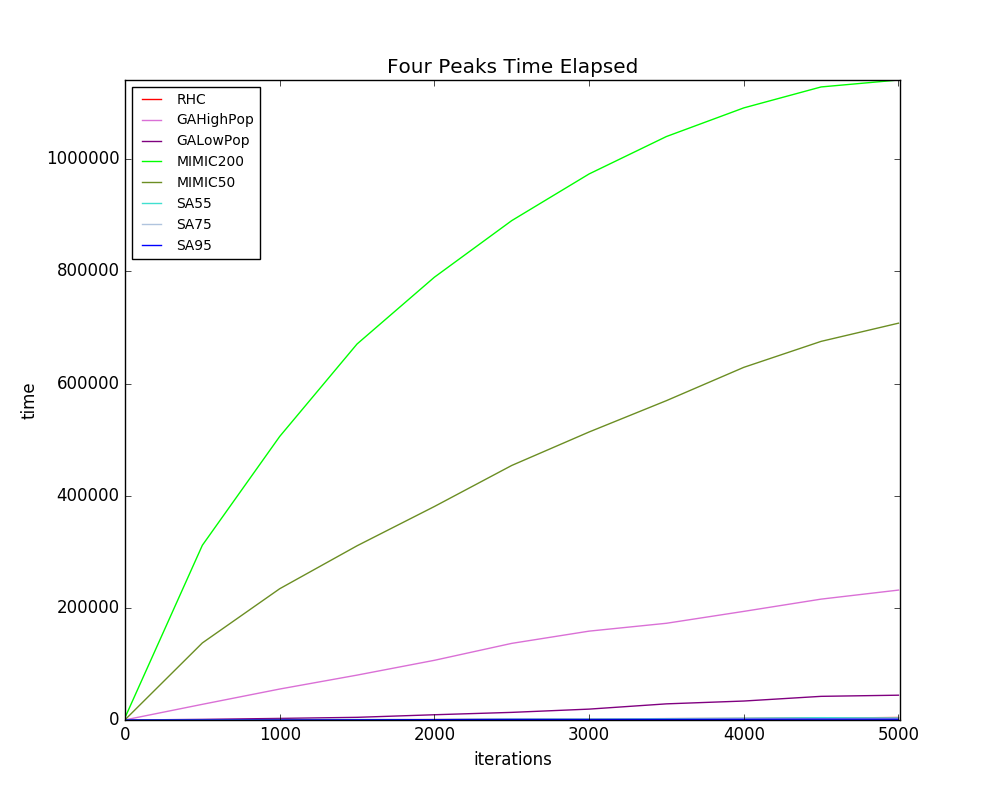 Four Peaks Time Elapsed
RHC
GAHighPop
GALowPop
MIMIC200
MIMIC50
SA55
SA75
SA95
1000000
800000
600000
400000
200000
0
time
0 1000 2000 3000 4000 5000
iterations